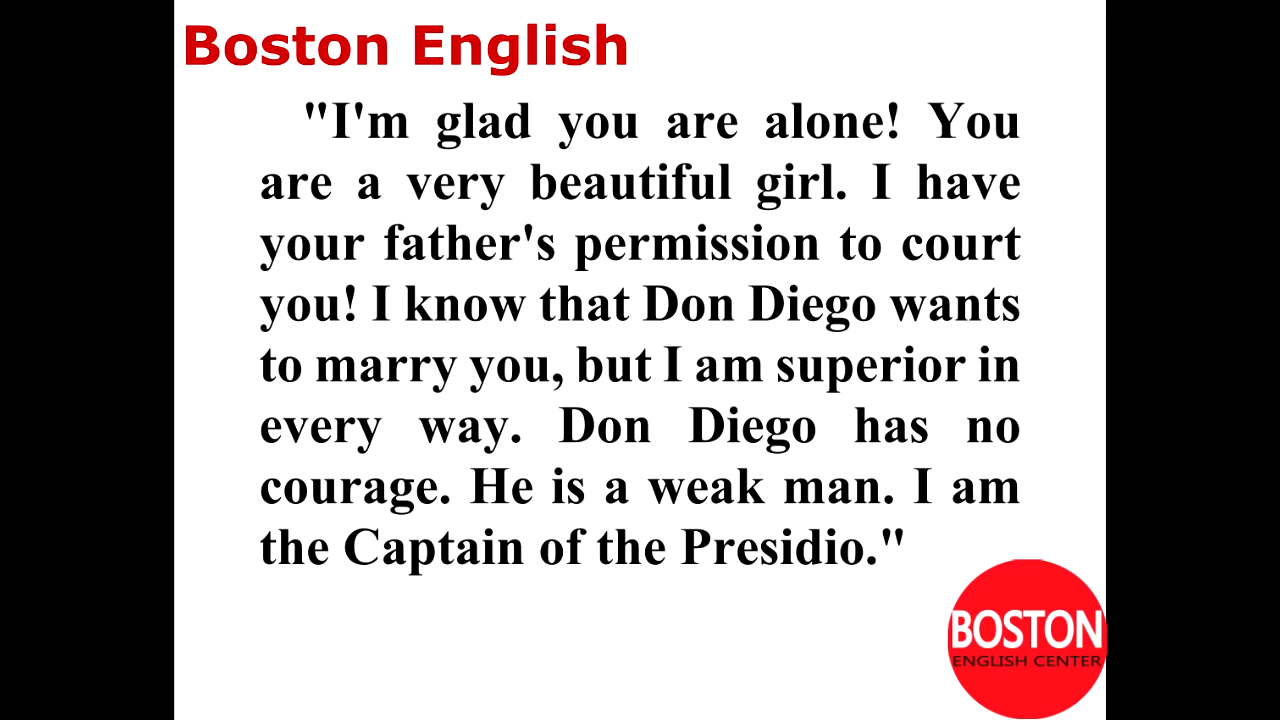 Boston English
"I'm glad you are alone! You
are a very beautiful girl. I have
your father's permission to court
you! I know that Don Diego wants
to marry you, but I am superior in
every way. Don Diego has no
courage. He is a weak man. I am
the Captain of the Presidio."
BOSTON
ENGLISH CENTER